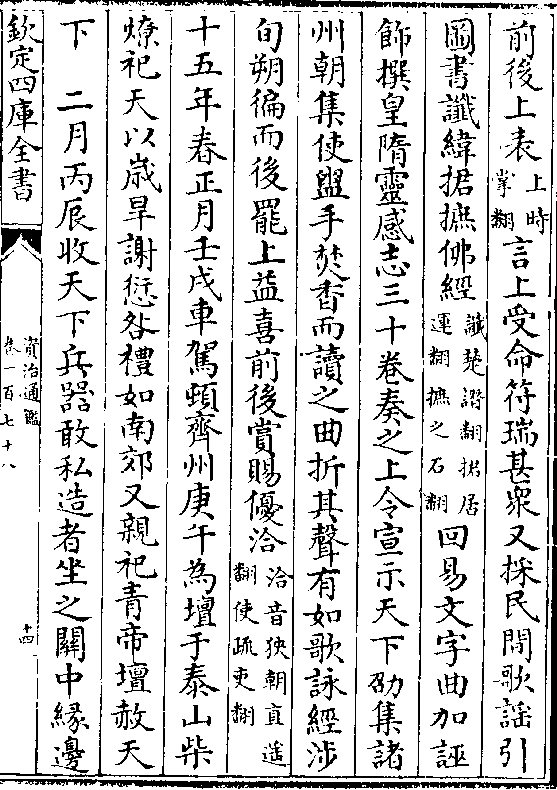 前後上表上時掌翻言上受命符瑞甚衆又採民間歌謡引
圖書讖緯捃摭佛經讖楚譖翻捃居運翻摭之石翻回易文字曲加誣
飾撰皇隋靈感志三十卷奏之上令宣示天下劭集諸
州朝集使盥手焚香而讀之曲折其聲有如歌詠經涉
旬朔徧而後罷上益喜前後賞賜優洽洽音狹朝直遥翻使疏吏翻
十五年春正月壬戌車駕頓齊州庚午為壇于泰山柴
燎祀天以歲旱謝愆咎禮如南郊又親祀青帝壇赦天
下　二月丙辰收天下兵器敢私造者坐之關中緣邊
欽定四庫全書
資治通鑑
卷一百七十八
十四